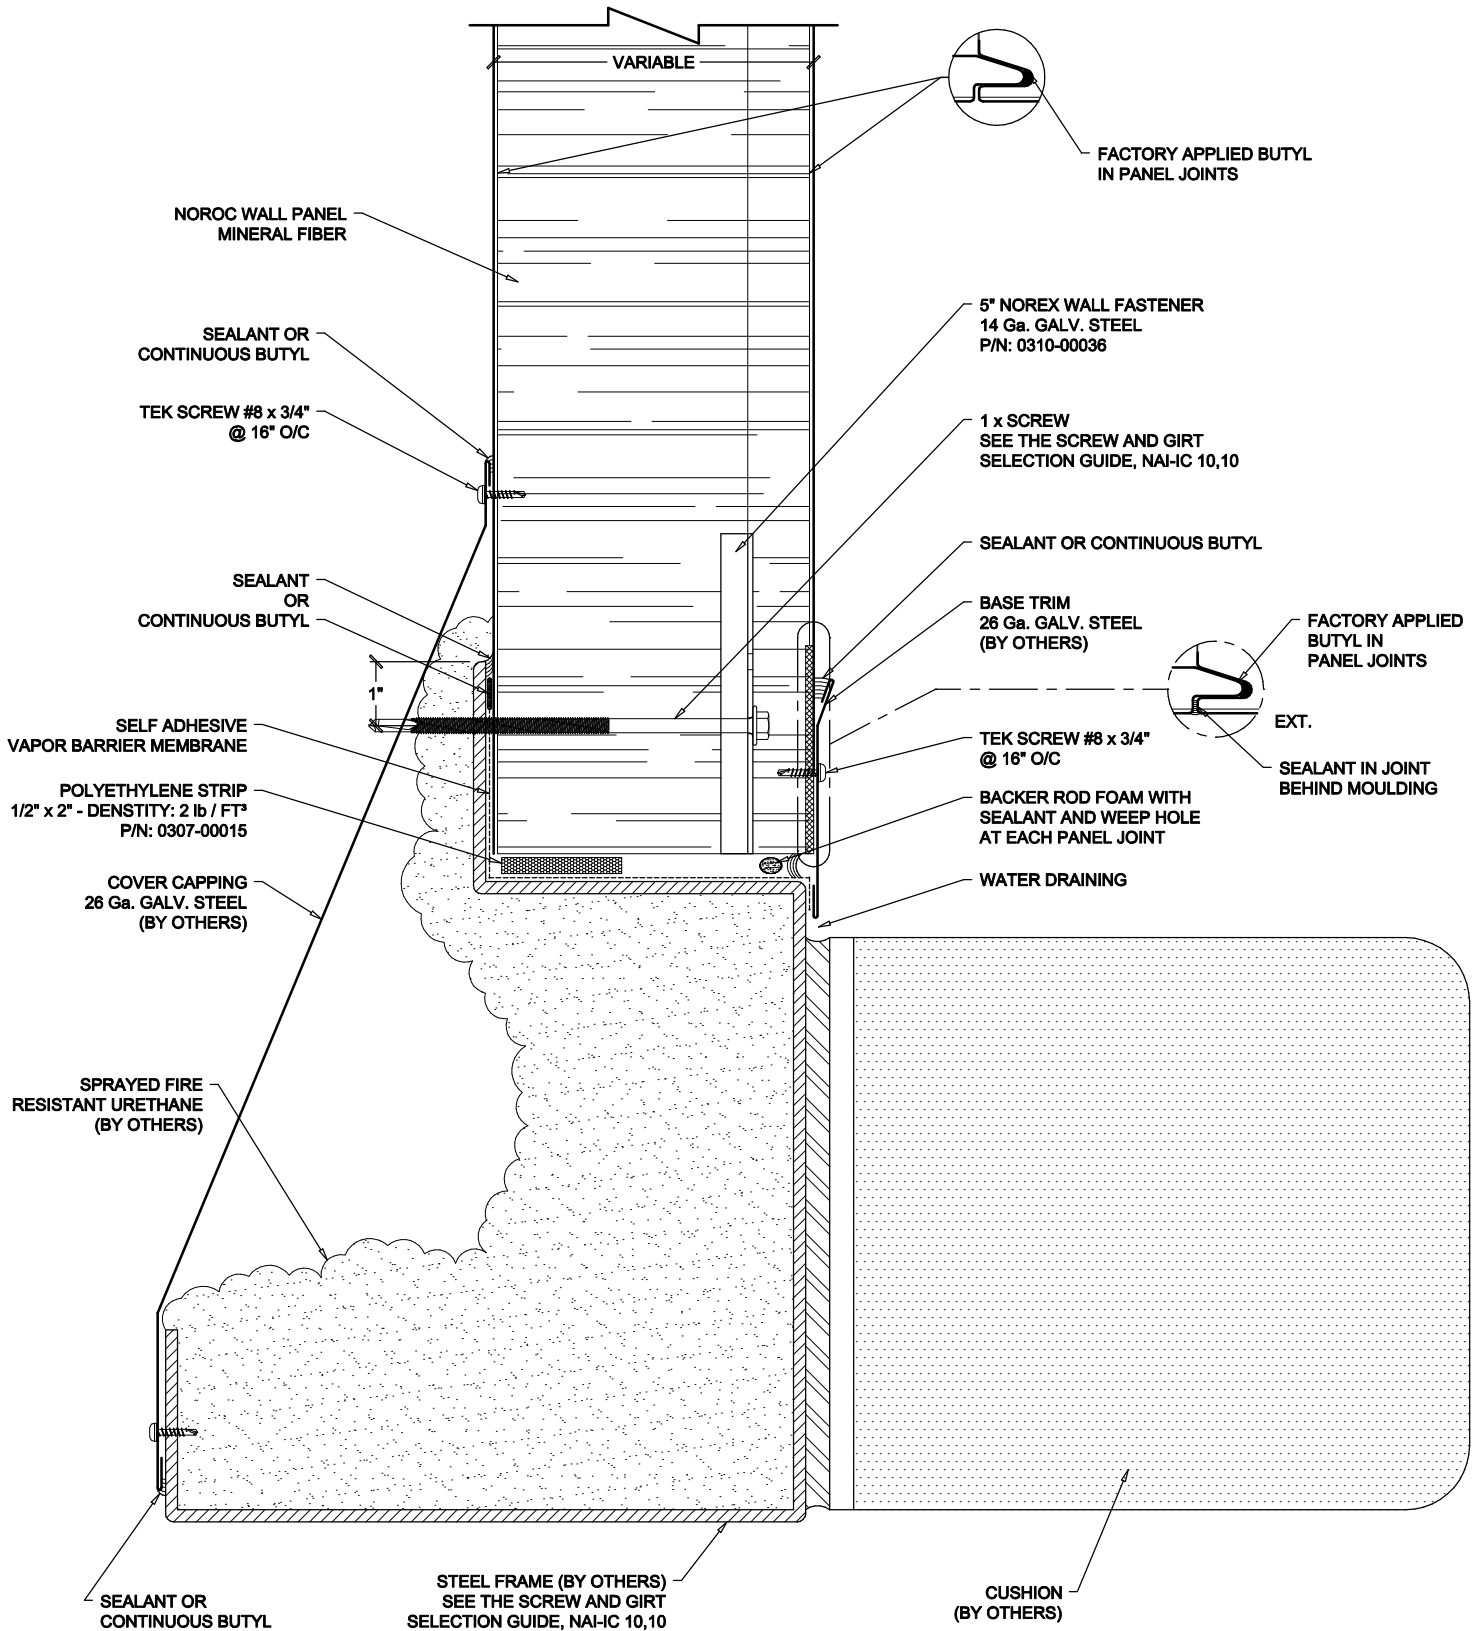 VARIABLE
FACTORY APPLIED BUTYL
IN PANEL JOINTS
NOROC WALL PANEL
MINERAL FIBER
5" NOREX WALL FASTENER
14 Ga. GALV. STEEL
P/N: 0310-00036
SEALANT OR
CONTINUOUS BUTYL
TEK SCREW #8 x 3/4"
@ 16" O/C
1 x SCREW
SEE THE SCREW AND GIRT
SELECTION GUIDE, NAI-IC 10,10
SEALANT OR CONTINUOUS BUTYL
SEALANT
OR
CONTINUOUS BUTYL
BASE TRIM
26 Ga. GALV. STEEL
(BY OTHERS)
FACTORY APPLIED
BUTYL IN
PANEL JOINTS
1"
EXT.
SELF ADHESIVE
VAPOR BARRIER MEMBRANE
TEK SCREW #8 x 3/4"
@ 16" O/C
SEALANT IN JOINT
BEHIND MOULDING
POLYETHYLENE STRIP
1/2" x 2" - DENSTITY: 2 lb / FT³
P/N: 0307-00015
BACKER ROD FOAM WITH
SEALANT AND WEEP HOLE
AT EACH PANEL JOINT
COVER CAPPING
26 Ga. GALV. STEEL
(BY OTHERS)
WATER DRAINING
SPRAYED FIRE
RESISTANT URETHANE
(BY OTHERS)
SEALANT OR
CONTINUOUS BUTYL
STEEL FRAME (BY OTHERS)
SEE THE SCREW AND GIRT
SELECTION GUIDE, NAI-IC 10,10
CUSHION
(BY OTHERS)